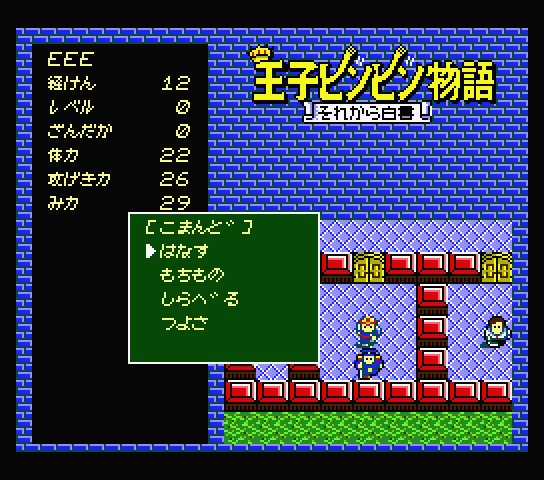 EEE
経けん 12
レベル 0
ざんだか 0
体力 22
攻げき力 26
み力 29
王子ビンビン物語
それから白書
[こまんど]
はなす
もちもの
しらべる
つよさ